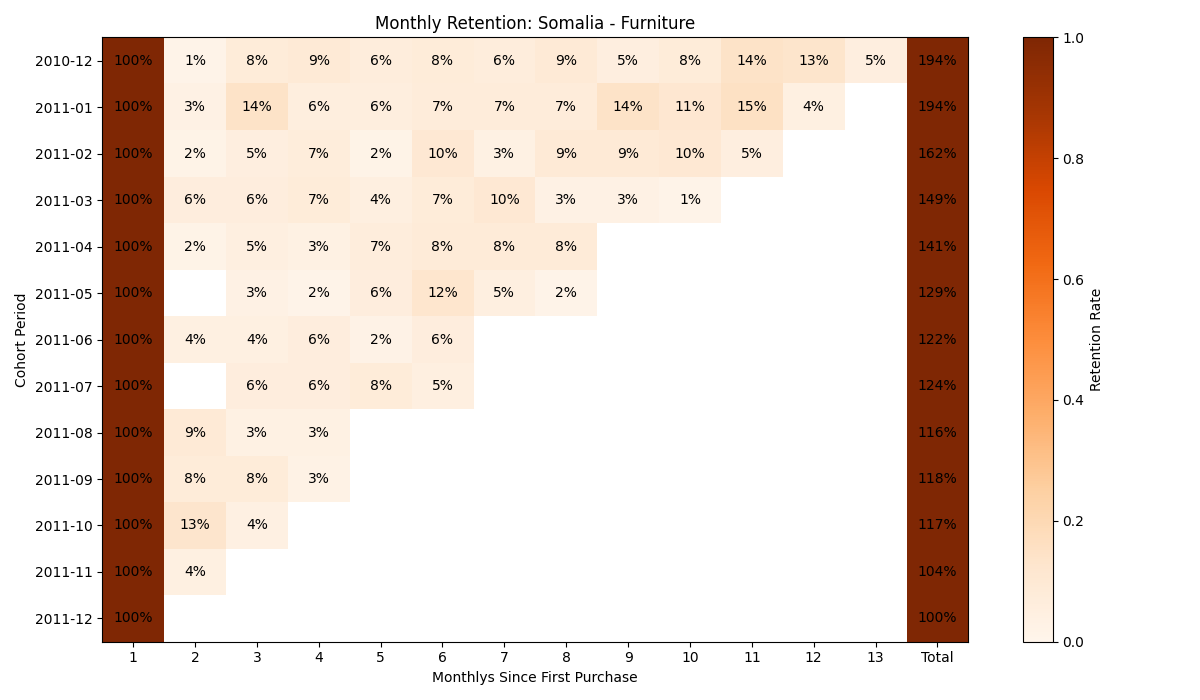 Monthly Retention: Somalia - Furniture
2010-12 100% 1% 8% 9% 6% 8% 6% 9% 5% 8% 14% 13% 5% 194%
2011-01 100% 3% 14% 6% 6% 7% 7% 7% 14% 11% 15% 4% 194%
2011-02 100% 2% 5% 7% 2% 10% 3% 9% 9% 10% 5% 162%
2011-03 100% 6% 6% 7% 4% 7% 10% 3% 3% 1% 149%
2011-04 100% 2% 5% 3% 7% 8% 8% 8% 141%
2011-05 100% 3% 2% 6% 12% 5% 2% 129%
2011-06 100% 4% 4% 6% 2% 6% 122%
2011-07 100% 6% 6% 8% 5% 124%
2011-08 100% 9% 3% 3% 116%
2011-09 100% 8% 8% 3% 118%
2011-10 100% 13% 4% 117%
2011-11 100% 4% 104%
2011-12 100% 100%
1 2 3 4 5 6 7 8 9 10 11 12 13 Total
Monthlys Since First Purchase
Cohort Period
1.0
0.8
0.6
0.4
0.2
0.0
Retention Rate